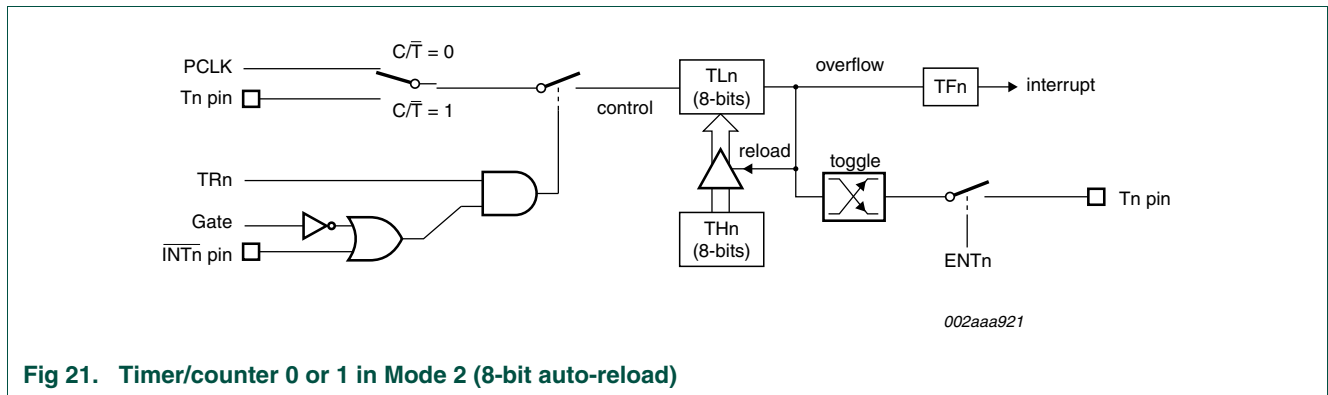 PCLK
C/T̅ = 0
Tn pin
C/T̅ = 1
control
TLn
(8-bits)
overflow
TFn
interrupt
reload
toggle
TRn
Gate
I̅N̅T̅n̅ pin
THn
(8-bits)
Tn pin
ENTn
002aaa921
Fig 21. Timer/counter 0 or 1 in Mode 2 (8-bit auto-reload)